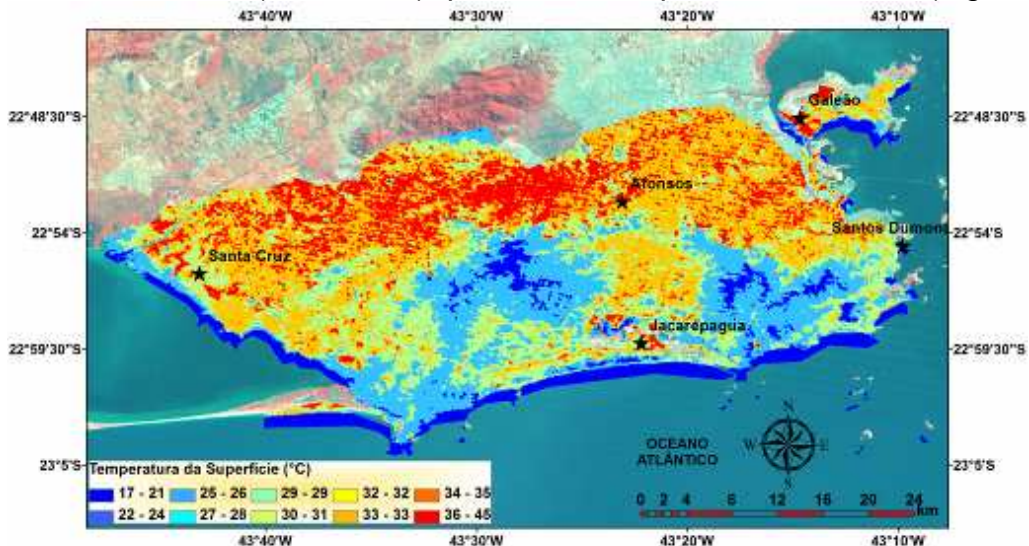 43°40'W 43°30'W 43°20'W 43°10'W
Galeão
22°48'30"S 22°48'30"S
Afonsos
22°54'S Santos Dumont 22°54'S
Santa Cruz
Jacarepagua
22°59'30"S 22°59'30"S
N
OCEANO W E
ATLÂNTICO
S
23°5'S Temperatura da Superfície (°C) 23°5'S
17 - 21 25 - 26 29 - 29 32 - 32 34 - 35 0 2 4 8 12 16 20 24
22 - 24 27 - 28 30 - 31 33 - 33 36 - 45 km
43°40'W 43°30'W 43°20'W 43°10'W